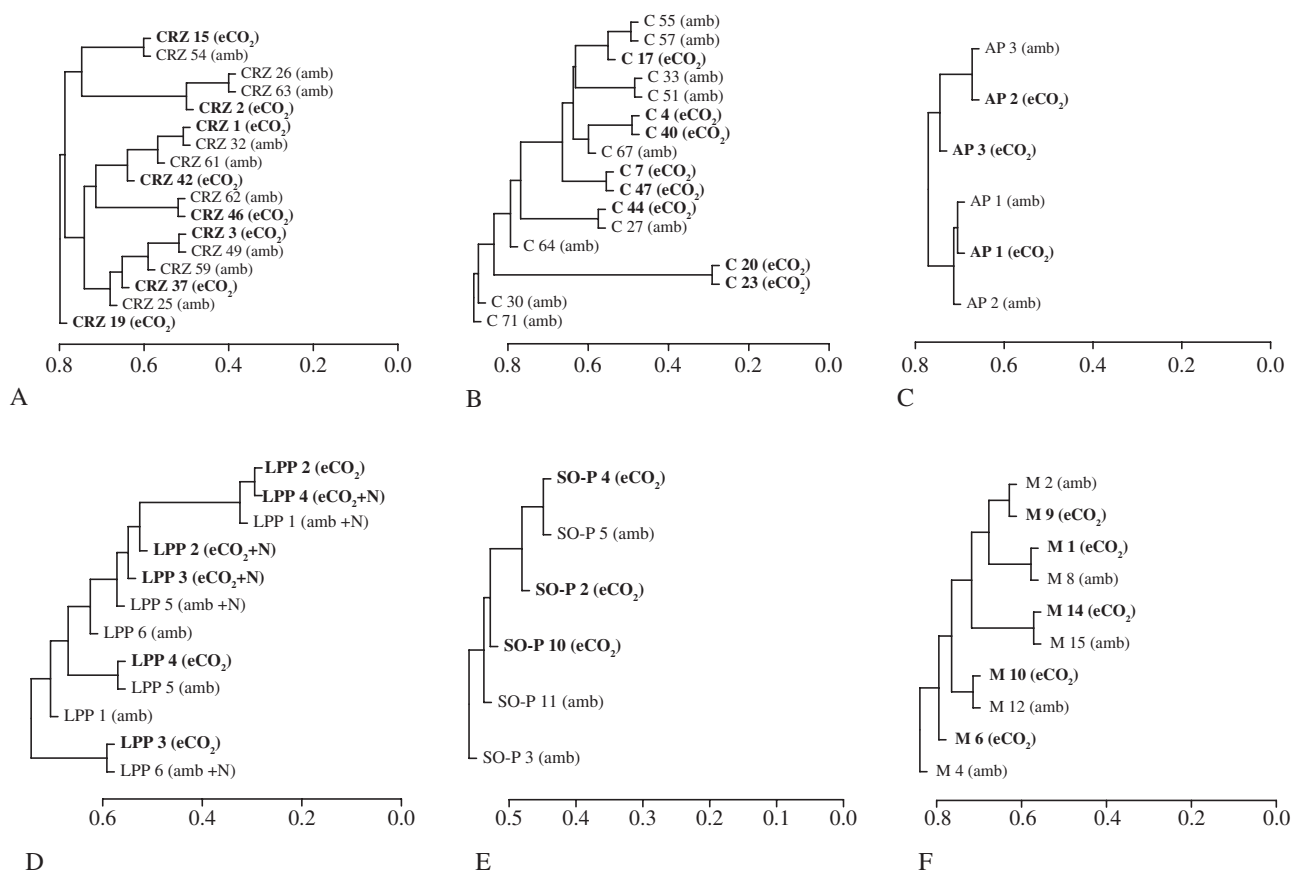 CRZ 15 (eCO₂)
CRZ 54 (amb)
CRZ 26 (amb)
CRZ 63 (amb)
CRZ 2 (eCO₂)
CRZ 1 (eCO₂)
CRZ 32 (amb)
CRZ 61 (amb)
CRZ 42 (eCO₂)
CRZ 62 (amb)
CRZ 46 (eCO₂)
CRZ 3 (eCO₂)
CRZ 49 (amb)
CRZ 59 (amb)
CRZ 37 (eCO₂)
CRZ 25 (amb)
CRZ 19 (eCO₂)
0.8 0.6 0.4 0.2 0.0
A
C 55 (amb)
C 57 (amb)
C 17 (eCO₂)
C 33 (amb)
C 51 (amb)
C 4 (eCO₂)
C 40 (eCO₂)
C 67 (amb)
C 7 (eCO₂)
C 47 (eCO₂)
C 44 (eCO₂)
C 27 (amb)
C 64 (amb)
C 20 (eCO₂)
C 23 (eCO₂)
C 30 (amb)
C 71 (amb)
0.8 0.6 0.4 0.2 0.0
B
AP 3 (amb)
AP 2 (eCO₂)
AP 3 (eCO₂)
AP 1 (amb)
AP 1 (eCO₂)
AP 2 (amb)
0.8 0.6 0.4 0.2 0.0
C
LPP 2 (eCO₂)
LPP 4 (eCO₂+N)
LPP 1 (amb +N)
LPP 2 (eCO₂+N)
LPP 3 (eCO₂+N)
LPP 5 (amb +N)
LPP 6 (amb)
LPP 4 (eCO₂)
LPP 5 (amb)
LPP 1 (amb)
LPP 3 (eCO₂)
LPP 6 (amb +N)
0.6 0.4 0.2 0.0
D
SO-P 4 (eCO₂)
SO-P 5 (amb)
SO-P 2 (eCO₂)
SO-P 10 (eCO₂)
SO-P 11 (amb)
SO-P 3 (amb)
0.5 0.4 0.3 0.2 0.1 0.0
E
M 2 (amb)
M 9 (eCO₂)
M 1 (eCO₂)
M 8 (amb)
M 14 (eCO₂)
M 15 (amb)
M 10 (eCO₂)
M 12 (amb)
M 6 (eCO₂)
M 4 (amb)
0.8 0.6 0.4 0.2 0.0
F